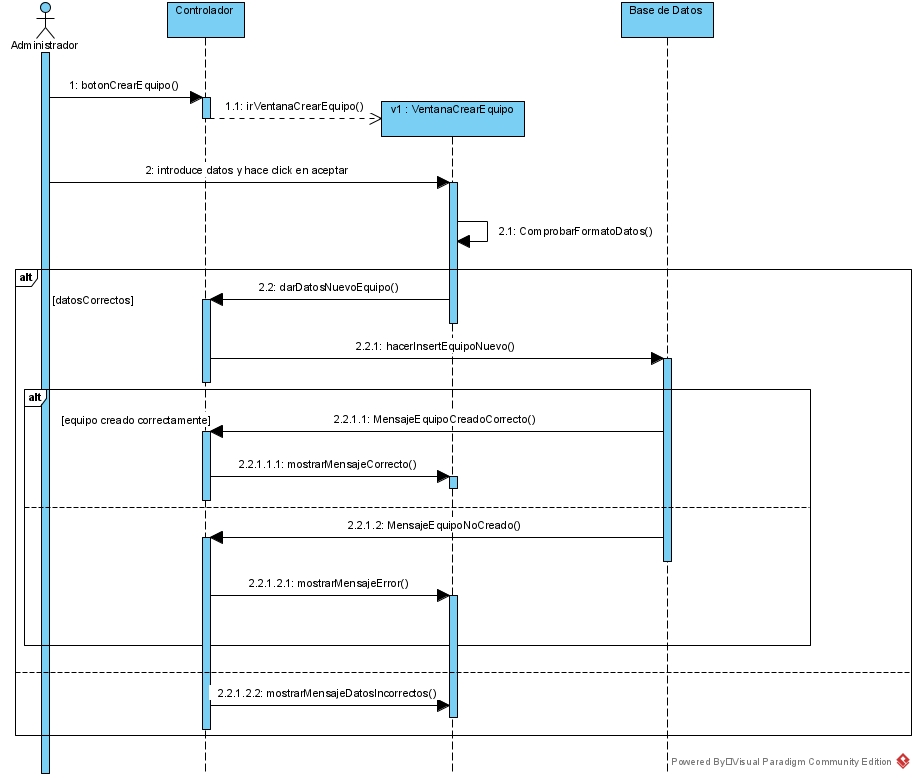 Administrador
Controlador
Base de Datos
1: botonCrearEquipo()
1.1: irVentanaCrearEquipo()
v1 : VentanaCrearEquipo
2: introduce datos y hace click en aceptar
2.1: ComprobarFormatoDatos()
alt
2.2: darDatosNuevoEquipo()
[datosCorrectos]
2.2.1: hacerInsertEquipoNuevo()
alt
[equipo creado correctamente]
2.2.1.1: MensajeEquipoCreadoCorrecto()
2.2.1.1.1: mostrarMensajeCorrecto()
2.2.1.2: MensajeEquipoNoCreado()
2.2.1.2.1: mostrarMensajeError()
2.2.1.2.2: mostrarMensajeDatosIncorrectos()
Powered By Visual Paradigm Community Edition